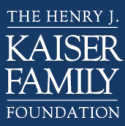 THE HENRY J.
KAISER
FAMILY
FOUNDATION